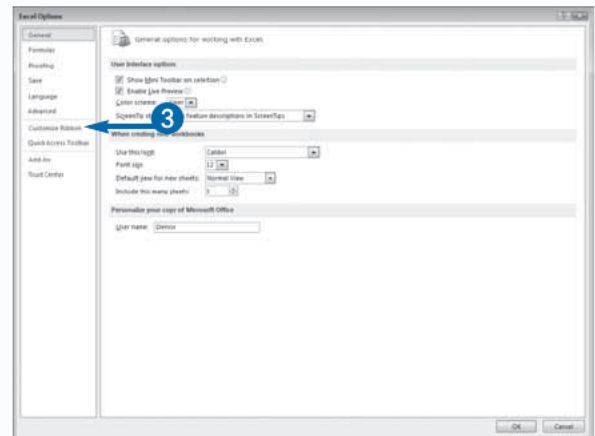 Excel Options
General
Formulas
Proofing
Save
Language
Advanced
Customize Ribbon
Quick Access Toolbar
Add-Ins
Trust Center
General options for working with Excel.
User Interface options
Show Mini Toolbar on selection
Enable Live Preview
Color scheme:
ScreenTip feature descriptions in ScreenTips
3
When creating new workbooks
Use this font:
Calibri
Font size:
12
Default view for new sheets:
Normal View
Include this many sheets:
3
Personalize your copy of Microsoft Office
User name:
OK
Cancel